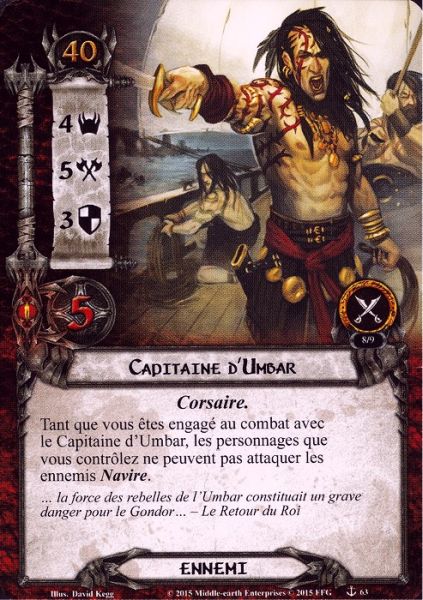 40
4
5
3
5
8/9
CAPITAINE D'UMBAR
Corsaire.
Tant que vous êtes engagé au combat avec
le Capitaine d'Umbar, les personnages que
vous contrôlez ne peuvent pas attaquer les
ennemis Navire.
… la force des rebelles de l'Umbar constituait un grave
danger pour le Gondor… – Le Retour du Roi
ENNEMI
Illus. David Kegg © 2015 Middle-earth Enterprises © 2015 FFG 63